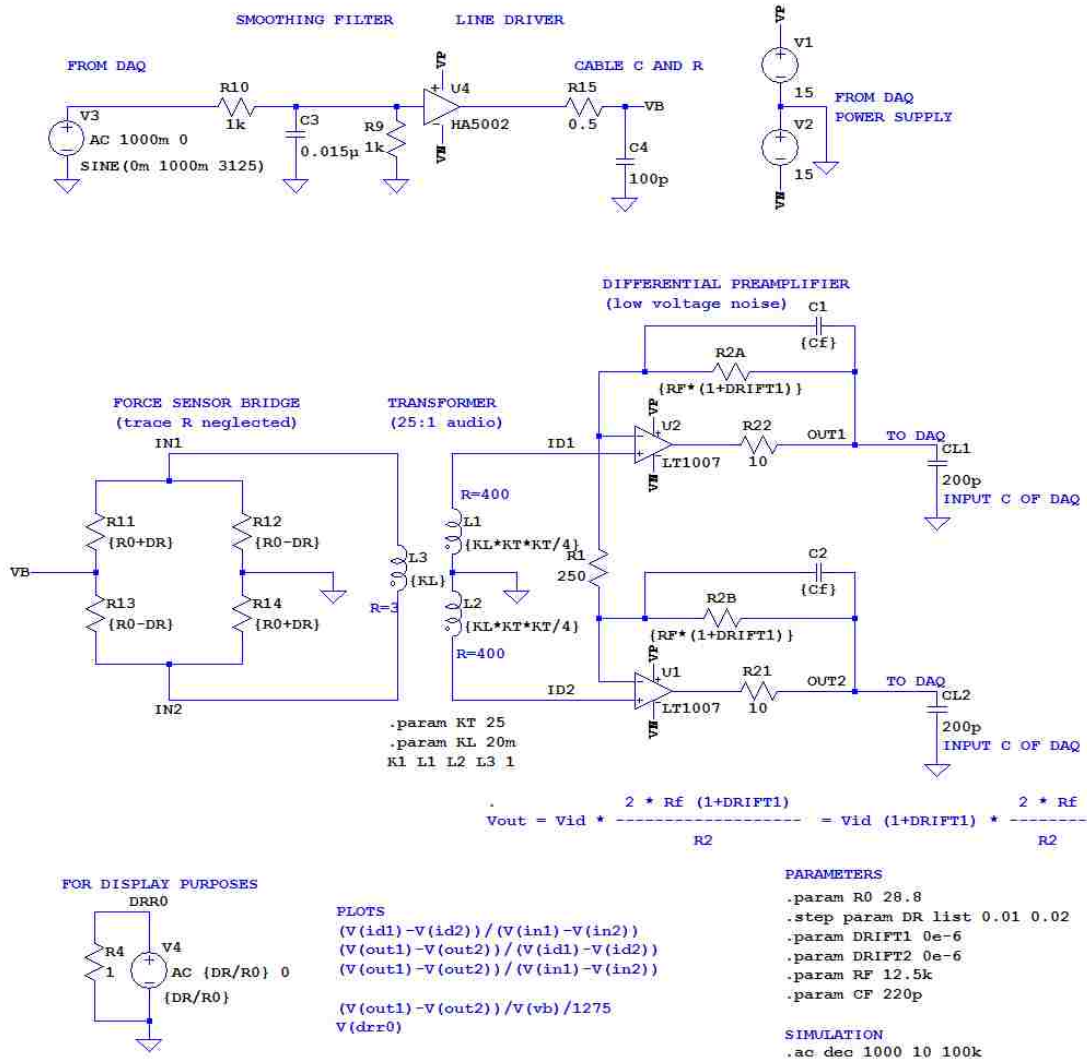 SMOOTHING FILTER
LINE DRIVER
VP
VP
V1
15
FROM DAQ
R10
1k
U4
HA5002
VN
CABLE C AND R
R15
0.5
VB
FROM DAQ
POWER SUPPLY
V3
AC 1000m 0
SINE(0m 1000m 3125)
C3
0.015µ
R9
1k
C4
100p
V2
15
VN
DIFFERENTIAL PREAMPLIFIER
(low voltage noise)
C1
{Cf}
R2A
{RF*(1+DRIFT1)}
FORCE SENSOR BRIDGE
(trace R neglected)
TRANSFORMER
(25:1 audio)
IN1
ID1
VP
U2
LT1007
VN
R22
10
OUT1
TO DAQ
CL1
200p
INPUT C OF DAQ
R=400
R11
{R0+DR}
R12
{R0-DR}
L1
{KL*KT*KT/4}
L3
{KL}
R=3
R1
250
C2
{Cf}
VB
R13
{R0-DR}
R14
{R0+DR}
L2
{KL*KT*KT/4}
R=400
R2B
{RF*(1+DRIFT1)}
IN2
ID2
VP
U1
LT1007
VN
R21
10
OUT2
TO DAQ
CL2
200p
INPUT C OF DAQ
.param KT 25
.param KL 20m
K1 L1 L2 L3 1
.
2 * Rf (1+DRIFT1) 2 * Rf
Vout = Vid * ------------------- = Vid (1+DRIFT1) * --------
R2 R2
FOR DISPLAY PURPOSES
DRR0
R4
1
V4
AC {DR/R0} 0
{DR/R0}
PLOTS
(V(id1)-V(id2))/(V(in1)-V(in2))
(V(out1)-V(out2))/(V(id1)-V(id2))
(V(out1)-V(out2))/(V(in1)-V(in2))
(V(out1)-V(out2))/V(vb)/1275
V(drr0)
PARAMETERS
.param R0 28.8
.step param DR list 0.01 0.02
.param DRIFT1 0e-6
.param DRIFT2 0e-6
.param RF 12.5k
.param CF 220p
SIMULATION
.ac dec 1000 10 100k